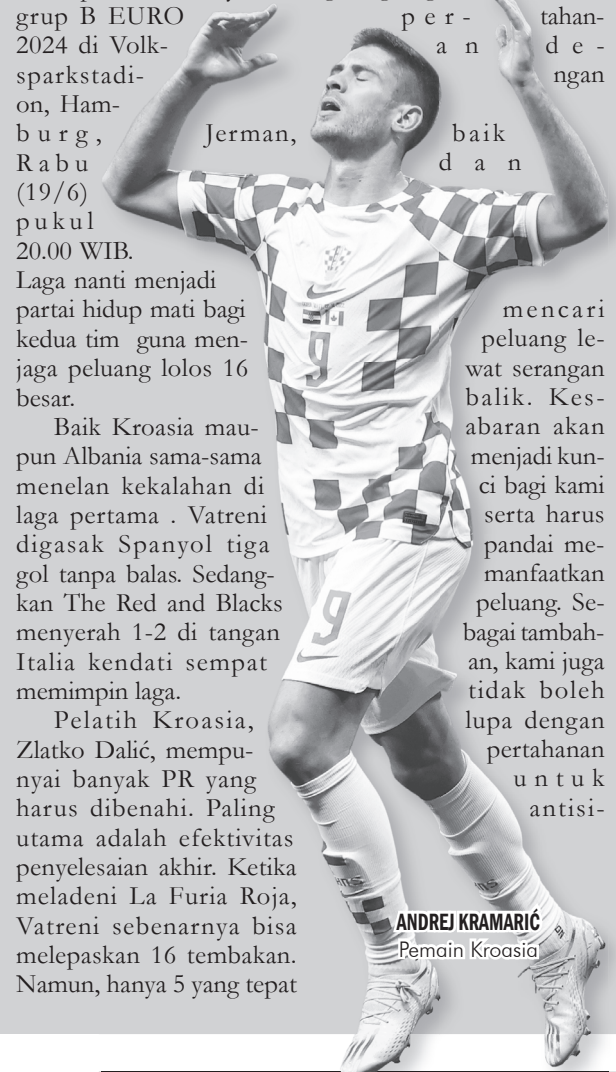 grup B EURO
2024 di Volk-
sparkstadi-
on, Ham-
burg,
Rabu
(19/6)
pukul
20.00 WIB.
Laga nanti menjadi
partai hidup mati bagi
kedua tim guna men-
jaga peluang lolos 16
besar.
Baik Kroasia mau-
pun Albania sama-sama
menelan kekalahan di
laga pertama . Vatreni
digasak Spanyol tiga
gol tanpa balas. Sedang-
kan The Red and Blacks
menyerah 1-2 di tangan
Italia kendati sempat
memimpin laga.
Pelatih Kroasia,
Zlatko Dalić, mempu-
nyai banyak PR yang
harus dibenahi. Paling
utama adalah efektivitas
penyelesaian akhir. Ketika
meladeni La Furia Roja,
Vatreni sebenarnya bisa
melepaskan 16 tembakan.
Namun, hanya 5 yang tepat
Jerman,
per- tahan-
an de-
ngan
baik
dan
mencari
peluang le-
wat serangan
balik. Kes-
abaran akan
menjadi kun-
ci bagi kami
serta harus
pandai me-
manfaatkan
peluang. Se-
bagai tambah-
an, kami juga
tidak boleh
lupa dengan
pertahanan
untuk
antisi-
9
9
ANDREJ KRAMARIĆ
Pemain Kroasia